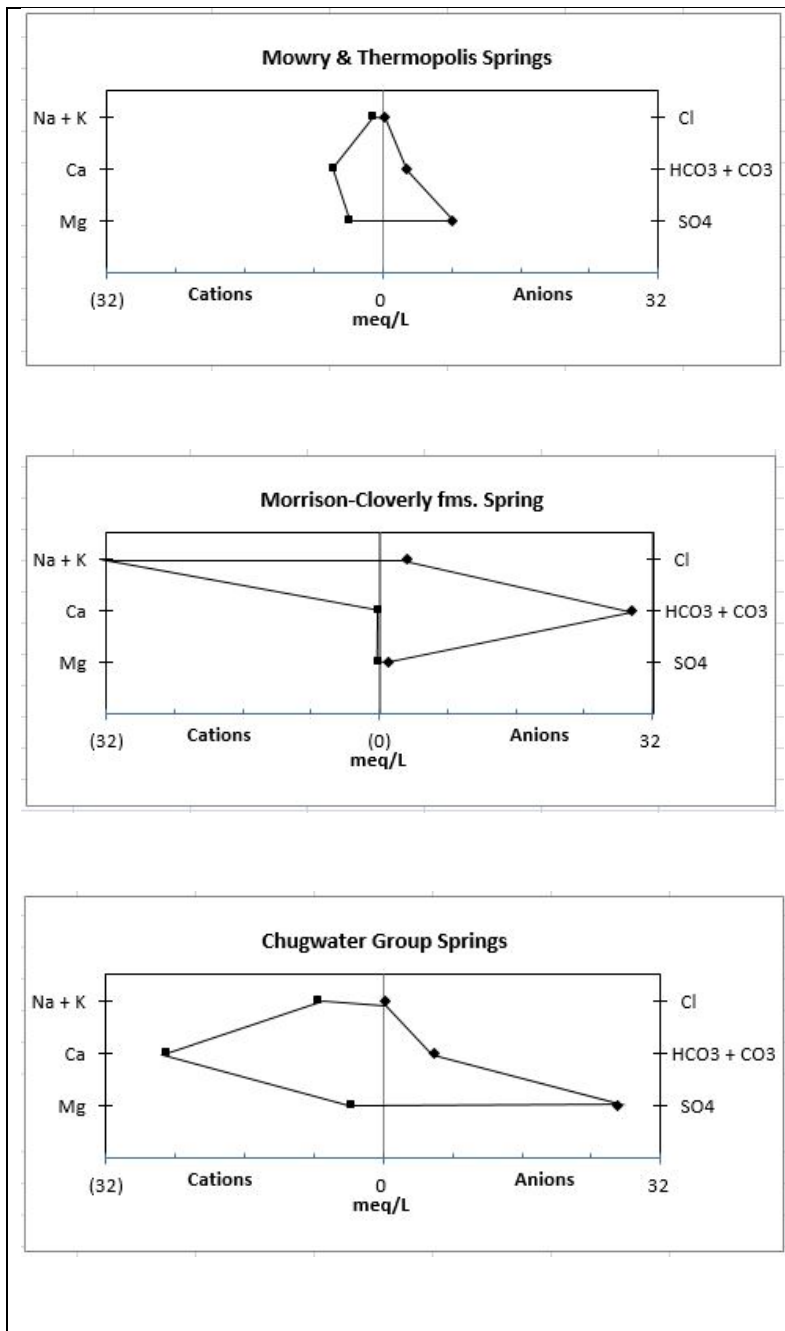 Mowry & Thermopolis Springs
Na + K
Cl
Ca
HCO3 + CO3
Mg
SO4
(32)
Cations
0
Anions
32
meq/L
Morrison-Cloverly fms. Spring
Na + K
Cl
Ca
HCO3 + CO3
Mg
SO4
(32)
Cations
(0)
Anions
32
meq/L
Chugwater Group Springs
Na + K
Cl
Ca
HCO3 + CO3
Mg
SO4
(32)
Cations
0
Anions
32
meq/L